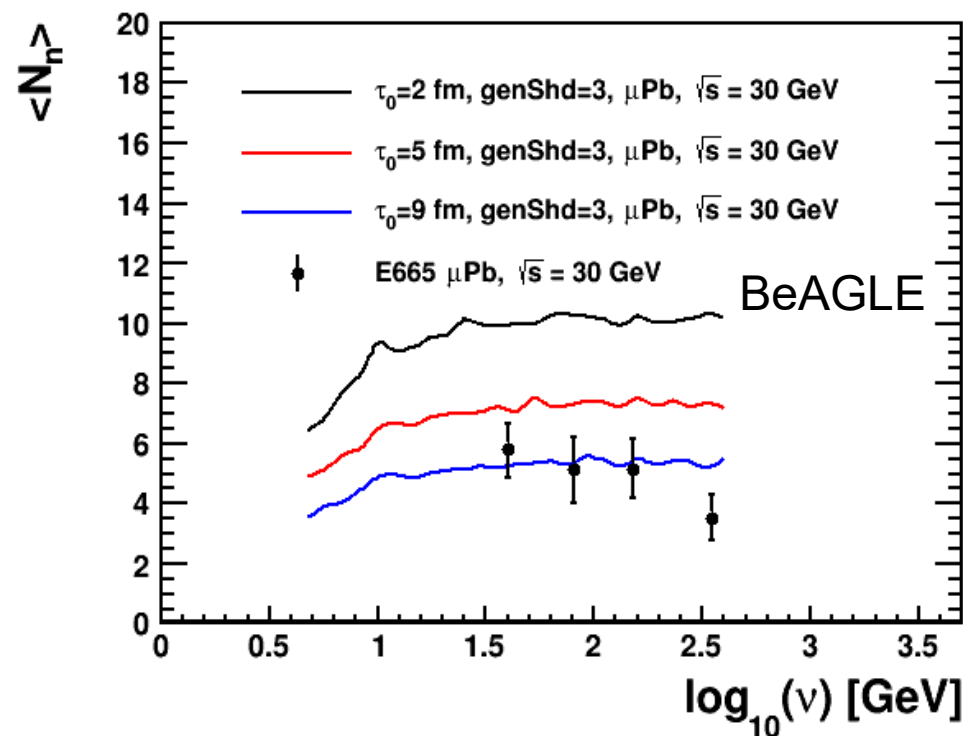 <N_n>
20
18
16
14
12
10
8
6
4
2
0
τ₀=2 fm, genShd=3, μPb, √s = 30 GeV
τ₀=5 fm, genShd=3, μPb, √s = 30 GeV
τ₀=9 fm, genShd=3, μPb, √s = 30 GeV
E665 μPb, √s = 30 GeV
BeAGLE
0 0.5 1 1.5 2 2.5 3 3.5
log₁₀(ν) [GeV]